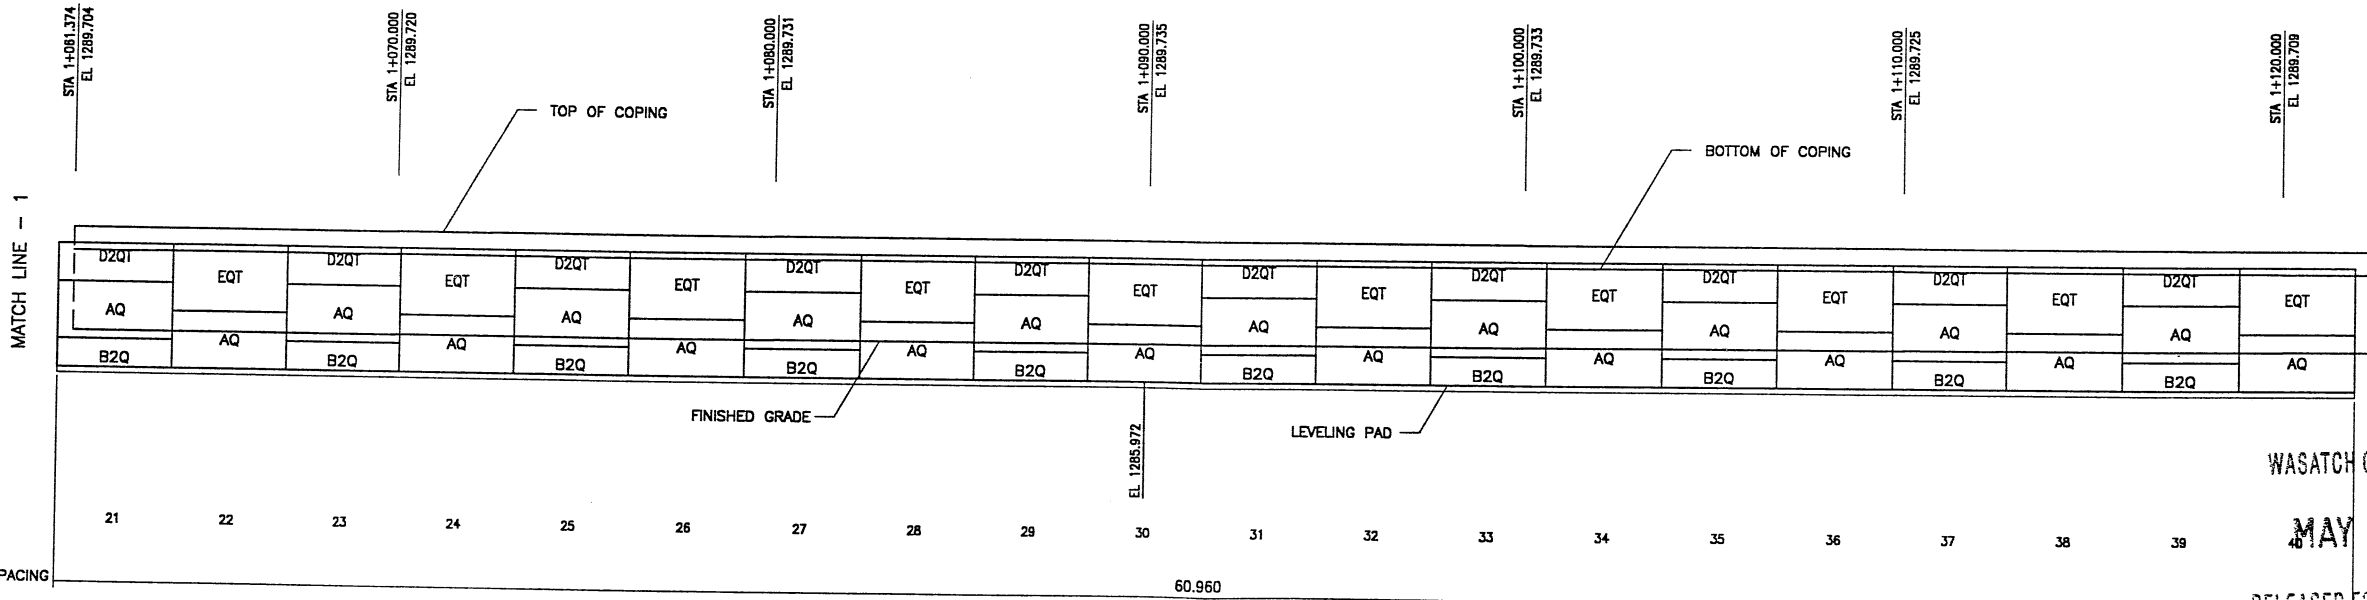 STA 1+061.374
EL 1289.704
STA 1+070.000
EL 1289.720
STA 1+080.000
EL 1289.731
STA 1+090.000
EL 1289.735
STA 1+100.000
EL 1289.733
STA 1+110.000
EL 1289.725
STA 1+120.000
EL 1289.709
TOP OF COPING
BOTTOM OF COPING
MATCH LINE - 1
D2QT EQT D2QT EQT D2QT EQT D2QT EQT D2QT EQT D2QT EQT D2QT EQT D2QT EQT D2QT EQT D2QT EQT
AQ AQ AQ AQ AQ AQ AQ AQ AQ AQ AQ AQ AQ AQ AQ AQ AQ AQ AQ AQ
B2Q B2Q B2Q B2Q B2Q B2Q B2Q B2Q B2Q B2Q
FINISHED GRADE
LEVELING PAD
EL 1285.972
WASATCH
21 22 23 24 25 26 27 28 29 30 31 32 33 34 35 36 37 38 39 40
MAY
PACING
60.960
RELEASED